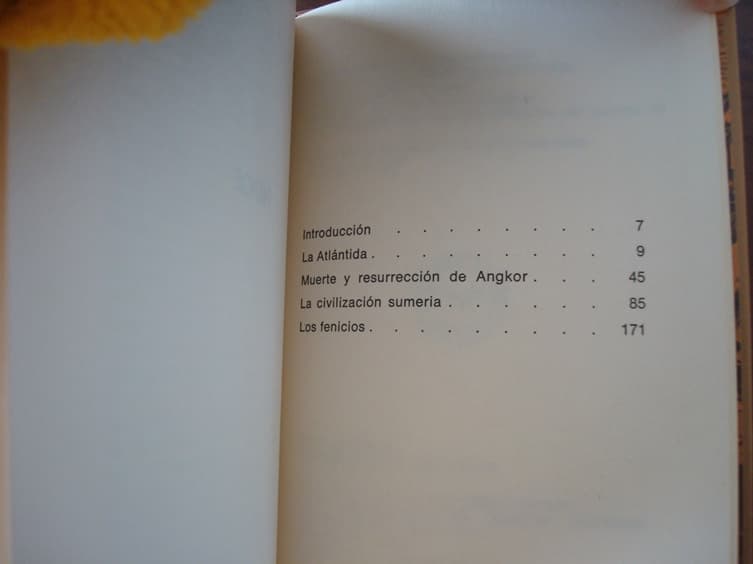 Introducción . . . . . . . . 7
La Atlántida . . . . . . . . . 9
Muerte y resurrección de Angkor . . . 45
La civilización sumeria . . . . . . 85
Los fenicios . . . . . . . . . 171